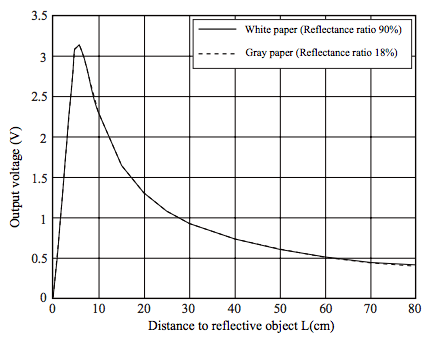 3.5
White paper (Reflectance ratio 90%)
Gray paper (Reflectance ratio 18%)
3
2.5
2
1.5
1
0.5
0
Output voltage (V)
0 10 20 30 40 50 60 70 80
Distance to reflective object L(cm)